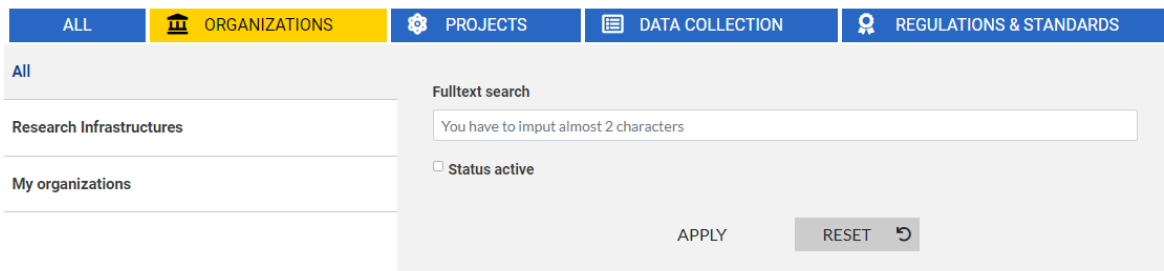 ALL ORGANIZATIONS PROJECTS DATA COLLECTION REGULATIONS & STANDARDS
All
Fulltext search
You have to imput almost 2 characters
Research Infrastructures
Status active
My organizations
APPLY RESET